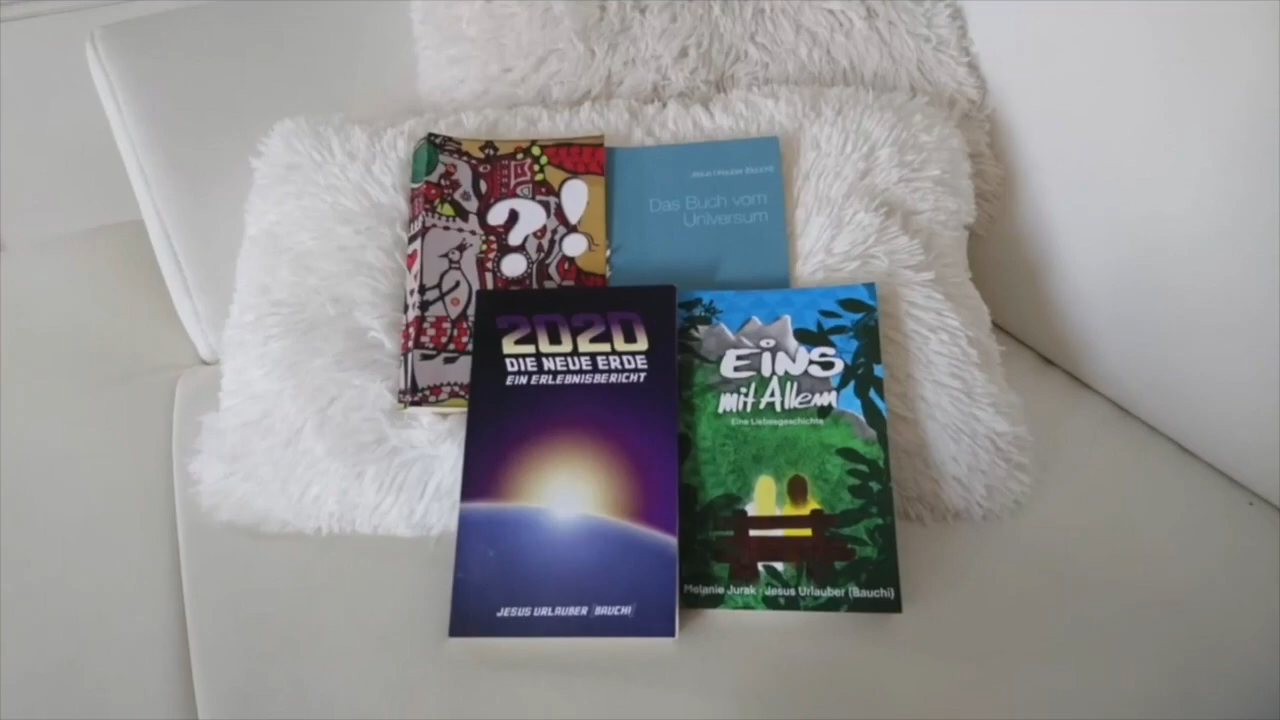 ?!
Jesus Urlauber (Bauchi)
Das Buch vom
Universum
2020
DIE NEUE ERDE
EIN ERLEBNISBERICHT
JESUS URLAUBER (BAUCHI)
EINS
mit Allem
Eine Liebesgeschichte
Melanie Jurak · Jesus Urlauber (Bauchi)